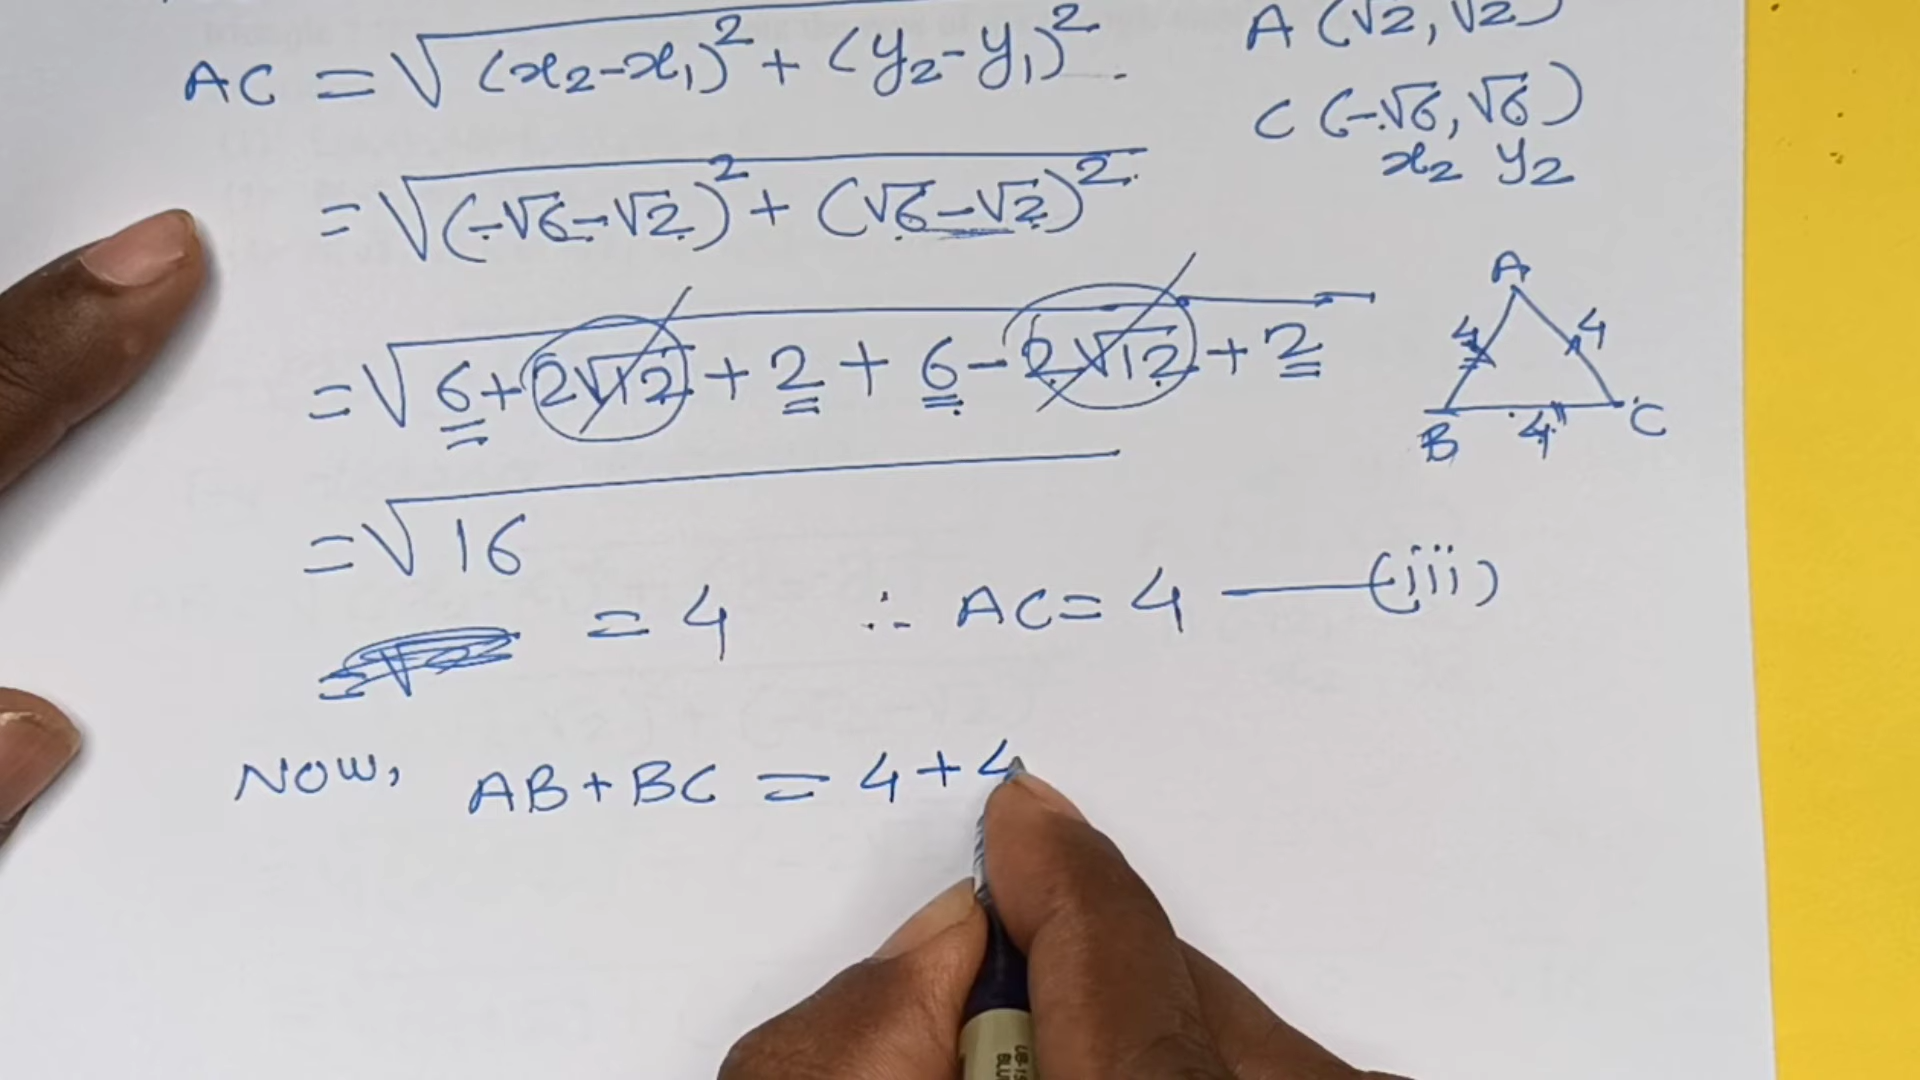 AC = √(x₂-x₁)² + (y₂-y₁)²
A (√2, √2)
C (-√6, √6)
x₂ y₂
= √(-√6-√2)² + (√6-√2)²
= √6+2√12+2+6-2√12+2
A
4 4
B 4 C
= √16
= 4 ∴ AC = 4 —(iii)
= √
Now, AB+BC = 4+4